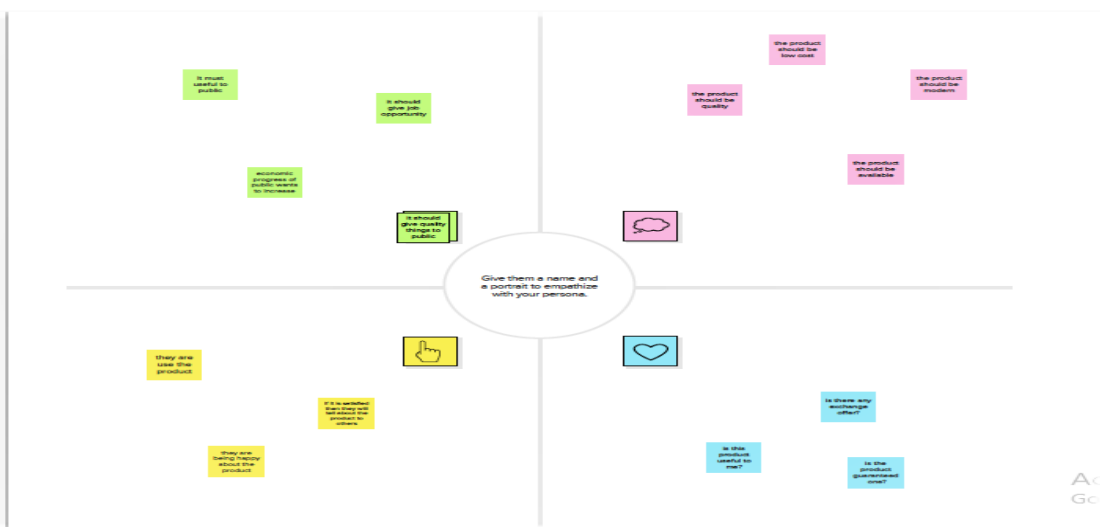 It must
useful to
public
it should
give job
opportunity
economic
progress of
public wants
to increase
it should
give quality
things to
public
the product
should be
low cost
the product
should be
quality
the product
should be
modern
the product
should be
available
Give them a name and
a portrait to empathize
with your persona.
they are
use the
product
if it is satisfied
then they will
tell about the
product to
others
they are
being happy
about the
product
is there any
exchange
offer?
is this
product
useful to
me?
is the
product
guaranteed
one?